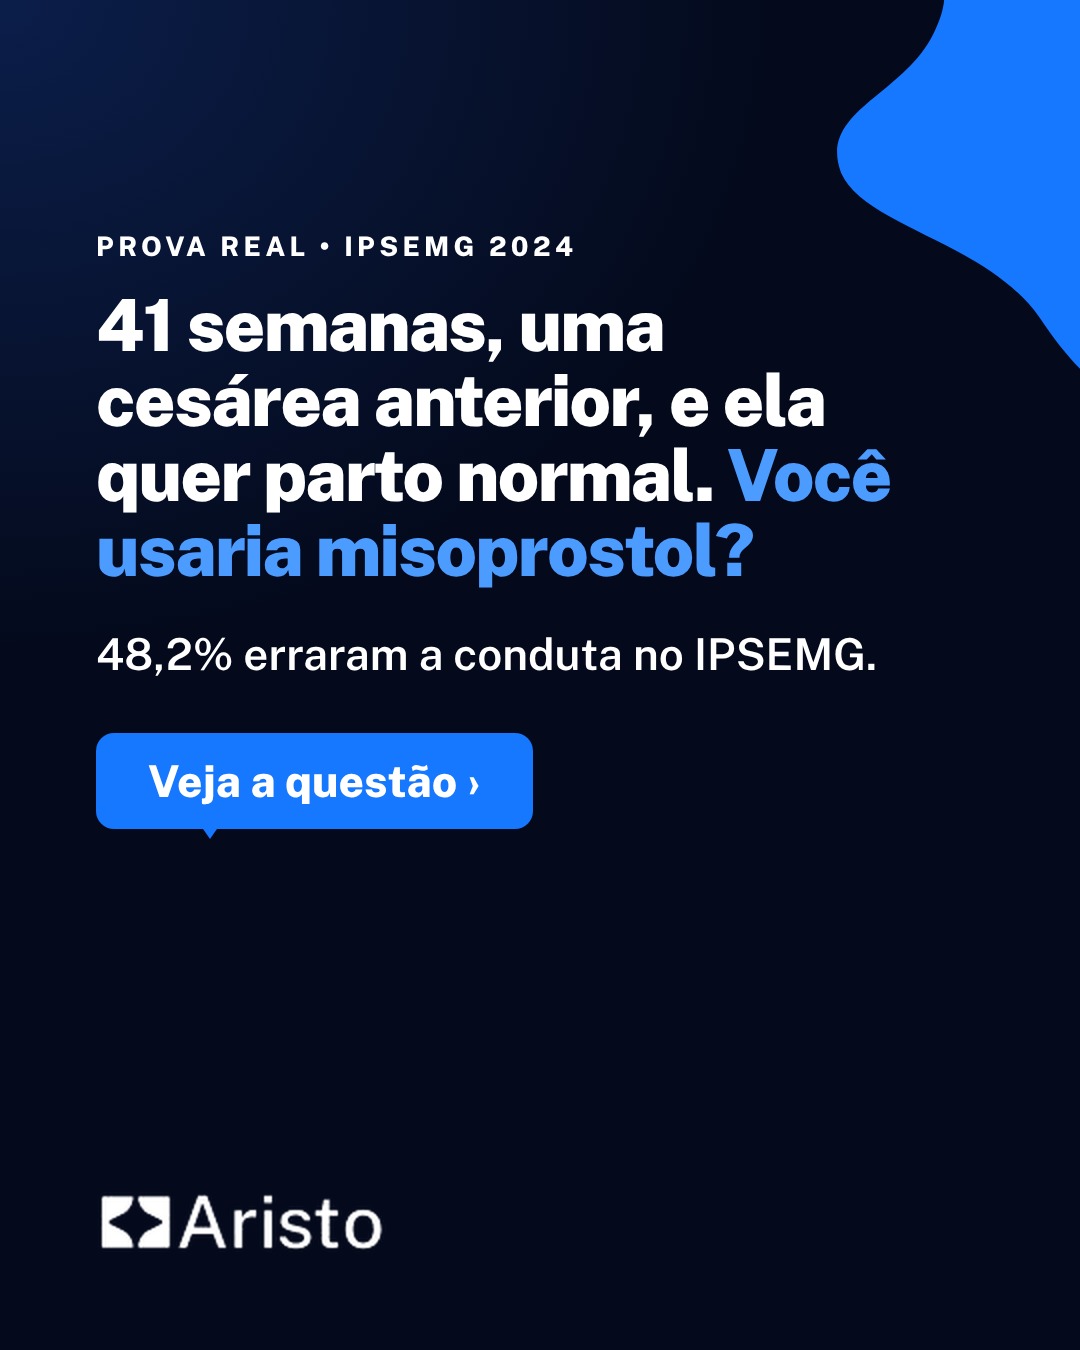 PROVA REAL • IPSEMG 2024
41 semanas, uma
cesárea anterior, e ela
quer parto normal. Você
usaria misoprostol?
48,2% erraram a conduta no IPSEMG.
Veja a questão ›
Aristo